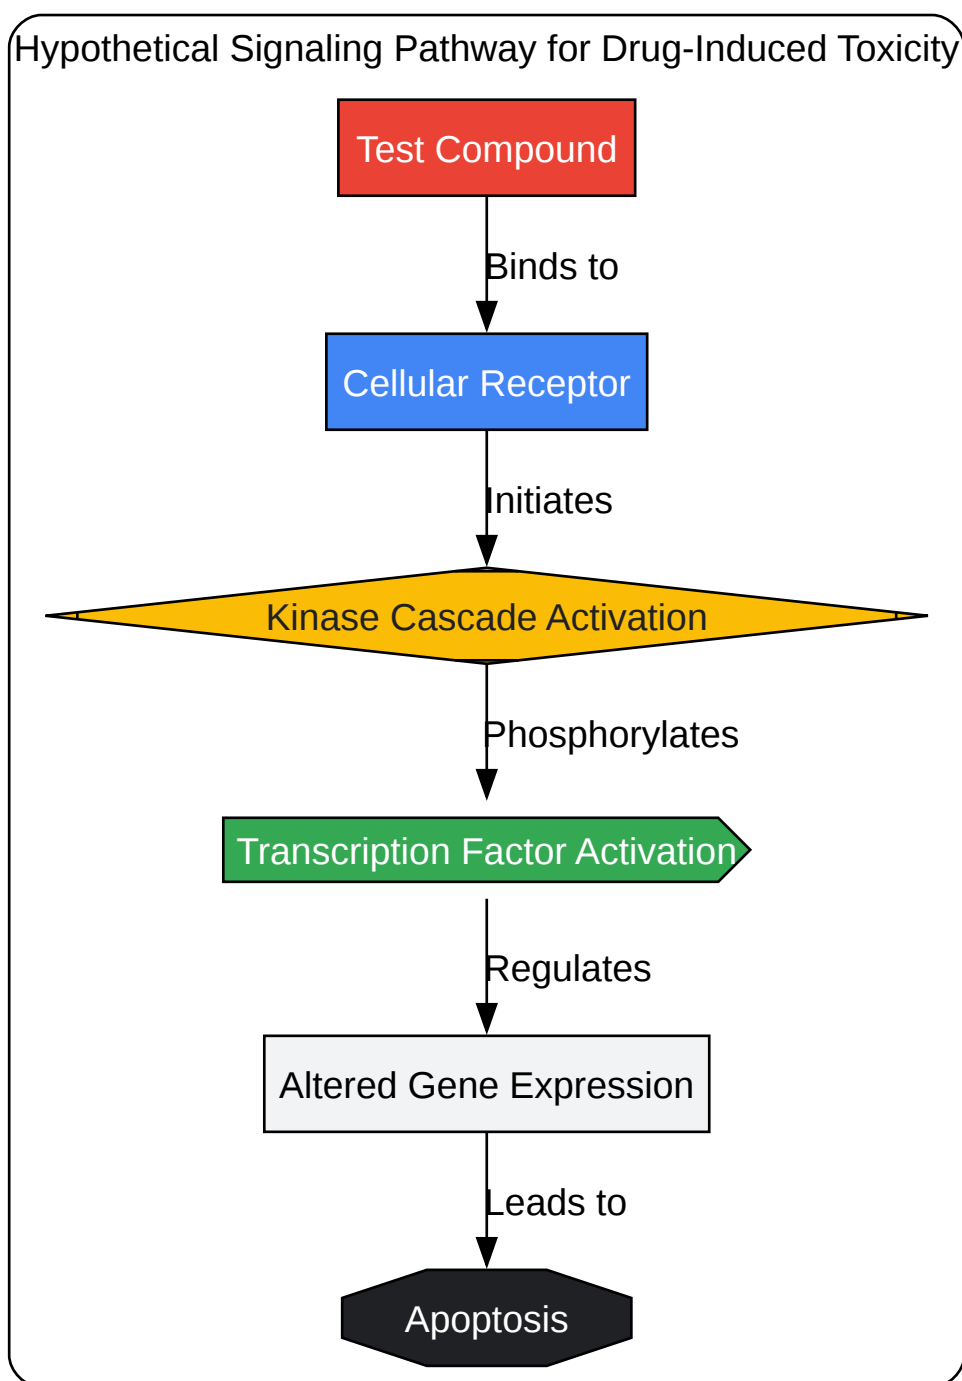 Hypothetical Signaling Pathway for Drug-Induced Toxicity
Test Compound
Binds to
Cellular Receptor
Initiates
Kinase Cascade Activation
Phosphorylates
Transcription Factor Activation
Regulates
Altered Gene Expression
Leads to
Apoptosis